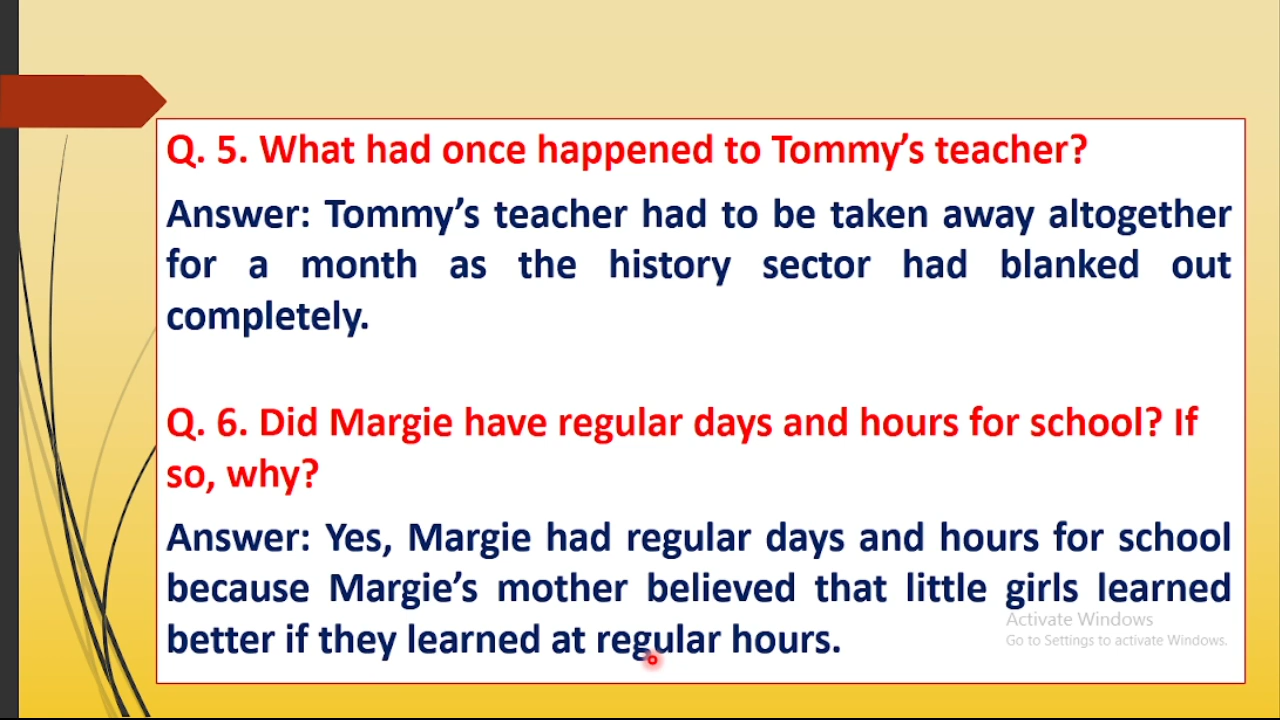 Q. 5. What had once happened to Tommy’s teacher?
Answer: Tommy’s teacher had to be taken away altogether
for a month as the history sector had blanked out
completely.
Q. 6. Did Margie have regular days and hours for school? If
so, why?
Answer: Yes, Margie had regular days and hours for school
because Margie’s mother believed that little girls learned
better if they learned at regular hours.
Activate Windows
Go to Settings to activate Windows.